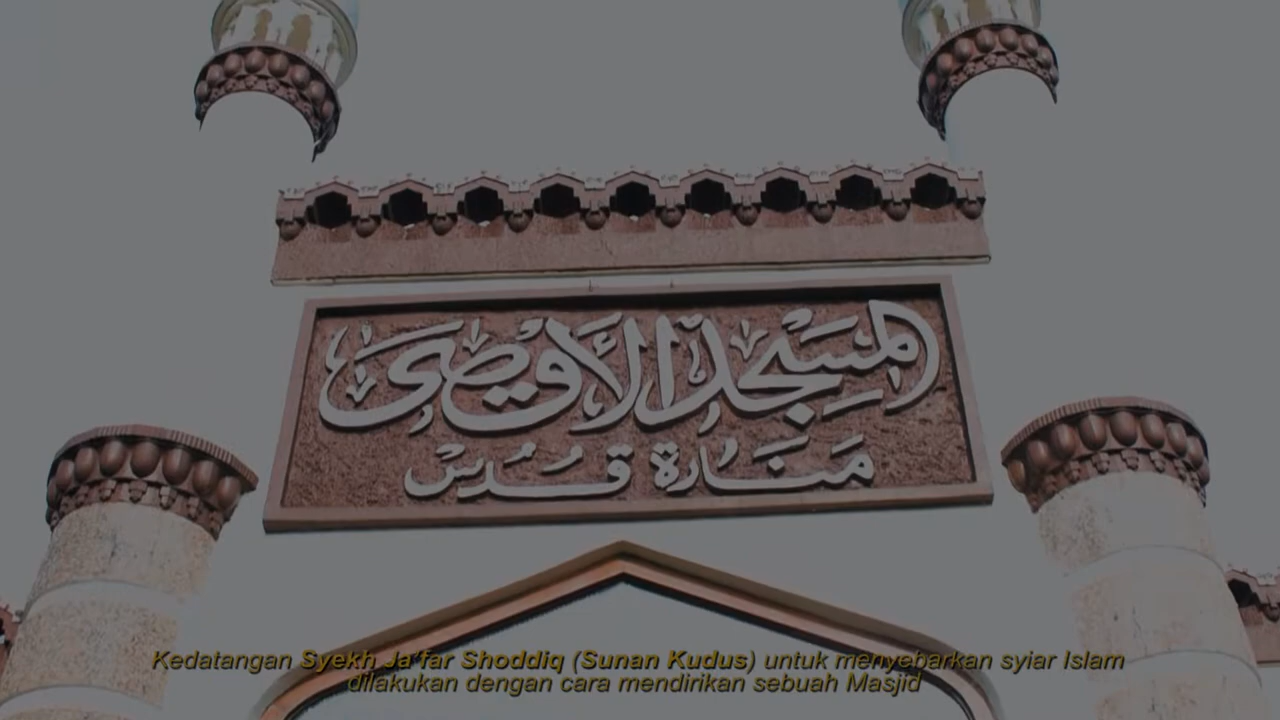 المسجد الأقصى
منارة قدس
Kedatangan Syekh Ja'far Shoddiq (Sunan Kudus) untuk menyebarkan syiar Islam
dilakukan dengan cara mendirikan sebuah Masjid